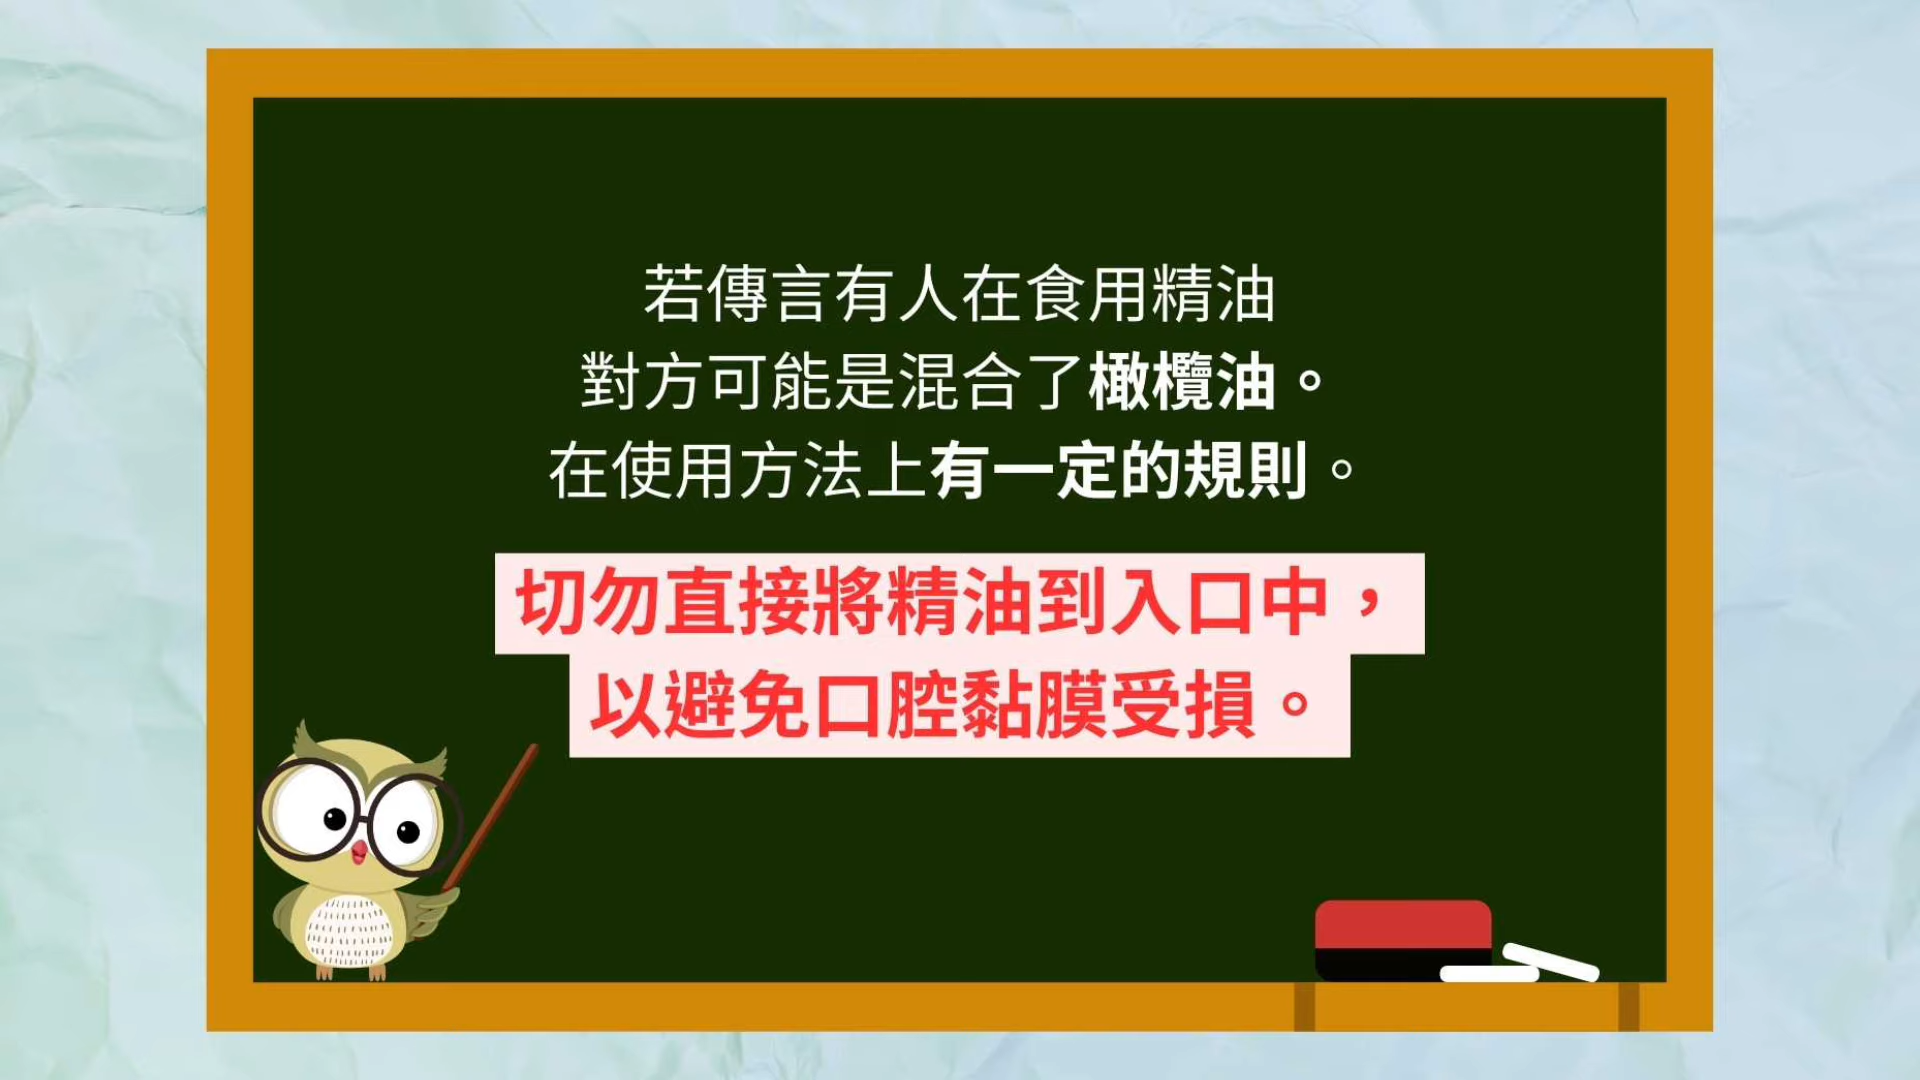 若傳言有人在食用精油
對方可能是混合了橄欖油。
在使用方法上有一定的規則。
切勿直接將精油到入口中，
以避免口腔黏膜受損。